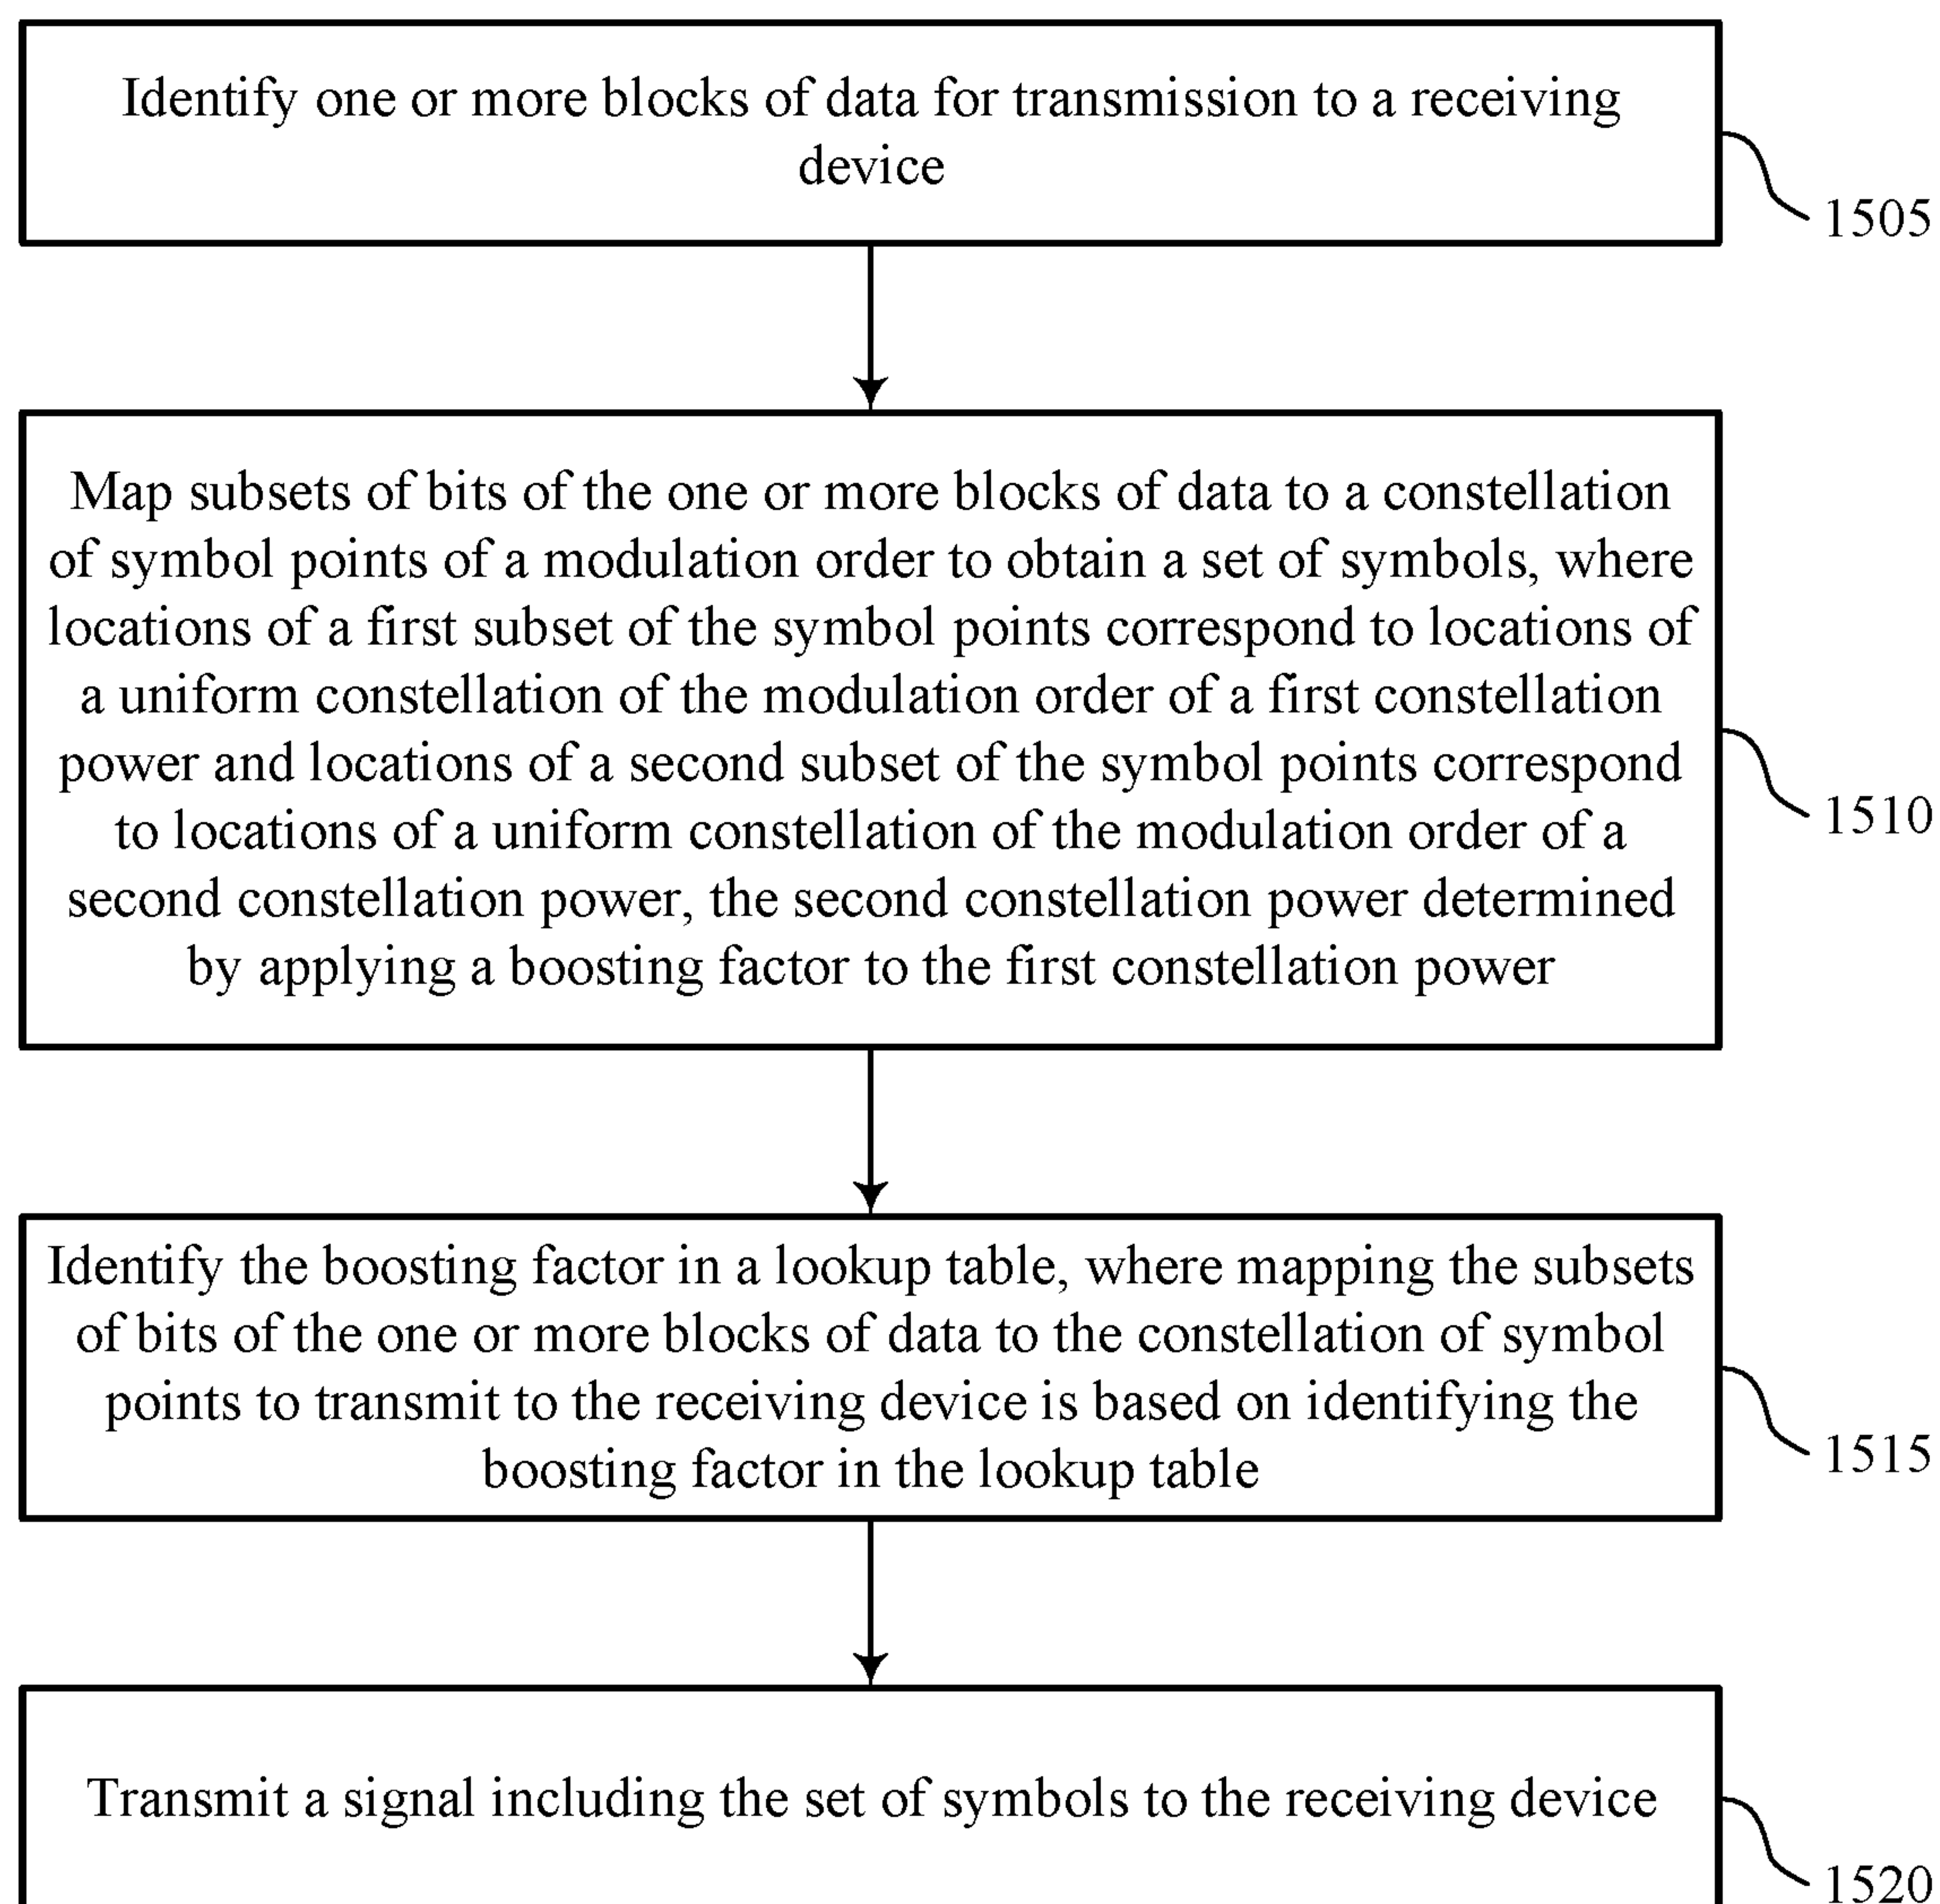 Identify one or more blocks of data for transmission to a receiving
device
1505
Map subsets of bits of the one or more blocks of data to a constellation
of symbol points of a modulation order to obtain a set of symbols, where
locations of a first subset of the symbol points correspond to locations of
a uniform constellation of the modulation order of a first constellation
power and locations of a second subset of the symbol points correspond
to locations of a uniform constellation of the modulation order of a
second constellation power, the second constellation power determined
by applying a boosting factor to the first constellation power
1510
Identify the boosting factor in a lookup table, where mapping the subsets
of bits of the one or more blocks of data to the constellation of symbol
points to transmit to the receiving device is based on identifying the
boosting factor in the lookup table
1515
Transmit a signal including the set of symbols to the receiving device
1520